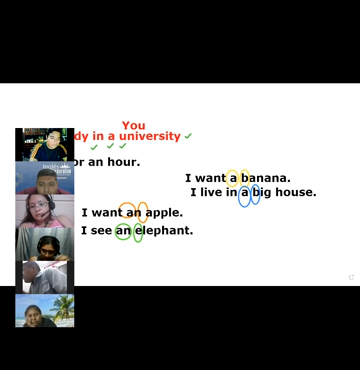 You
dy in a university
or an hour.
I want a banana.
I live in a big house.
I want an apple.
I see an elephant.